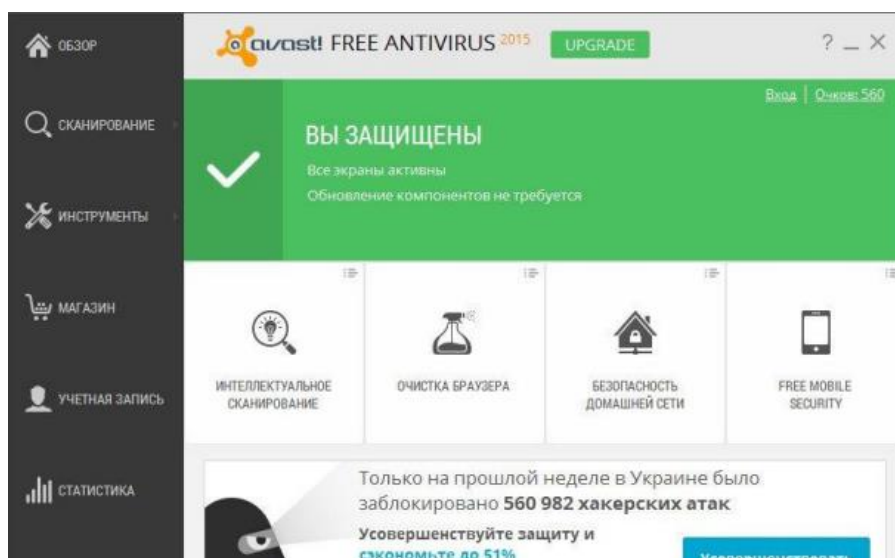 ОБЗОР
СКАНИРОВАНИЕ
ИНСТРУМЕНТЫ
МАГАЗИН
УЧЕТНАЯ ЗАПИСЬ
СТАТИСТИКА
avast! FREE ANTIVIRUS 2015 UPGRADE ?
Вход | Очков: 560
ВЫ ЗАЩИЩЕНЫ
Все экраны активны
Обновление компонентов не требуется
ИНТЕЛЛЕКТУАЛЬНОЕ
СКАНИРОВАНИЕ
ОЧИСТКА БРАУЗЕРА
БЕЗОПАСНОСТЬ
ДОМАШНЕЙ СЕТИ
FREE MOBILE
SECURITY
Только на прошлой неделе в Украине было
заблокировано 560 982 хакерских атак
Усовершенствуйте защиту и
сэкономьте до 51%
Усовершенствовать